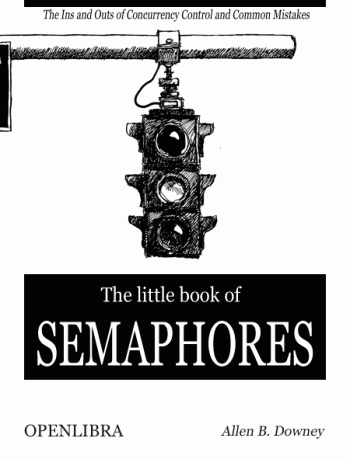 The Ins and Outs of Concurrency Control and Common Mistakes
The little book of
SEMAPHORES
OPENLIBRA
Allen B. Downey